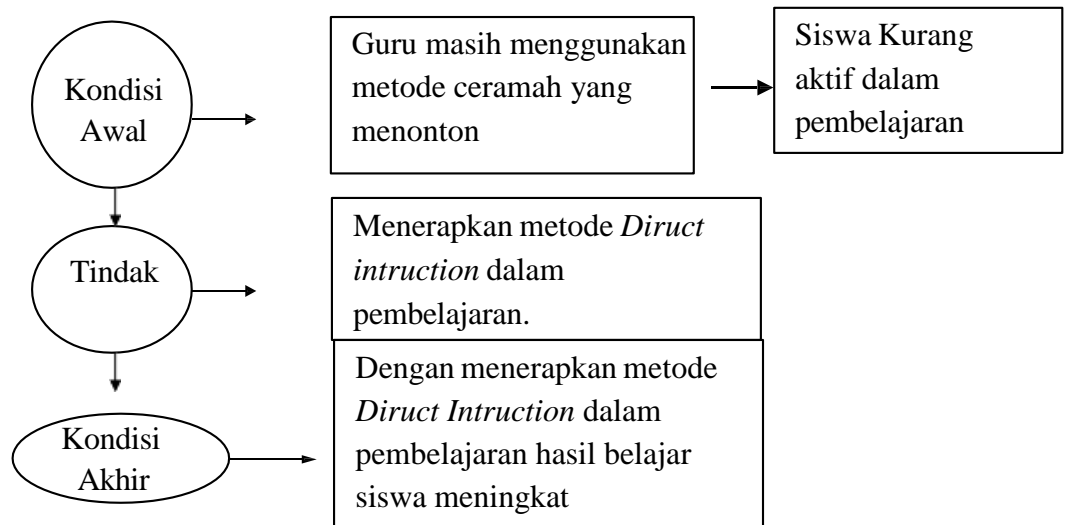 Kondisi
Awal
Guru masih menggunakan
metode ceramah yang
menonton
Siswa Kurang
aktif dalam
pembelajaran
Tindak
Menerapkan metode Diruct
intruction dalam
pembelajaran.
Kondisi
Akhir
Dengan menerapkan metode
Diruct Intruction dalam
pembelajaran hasil belajar
siswa meningkat